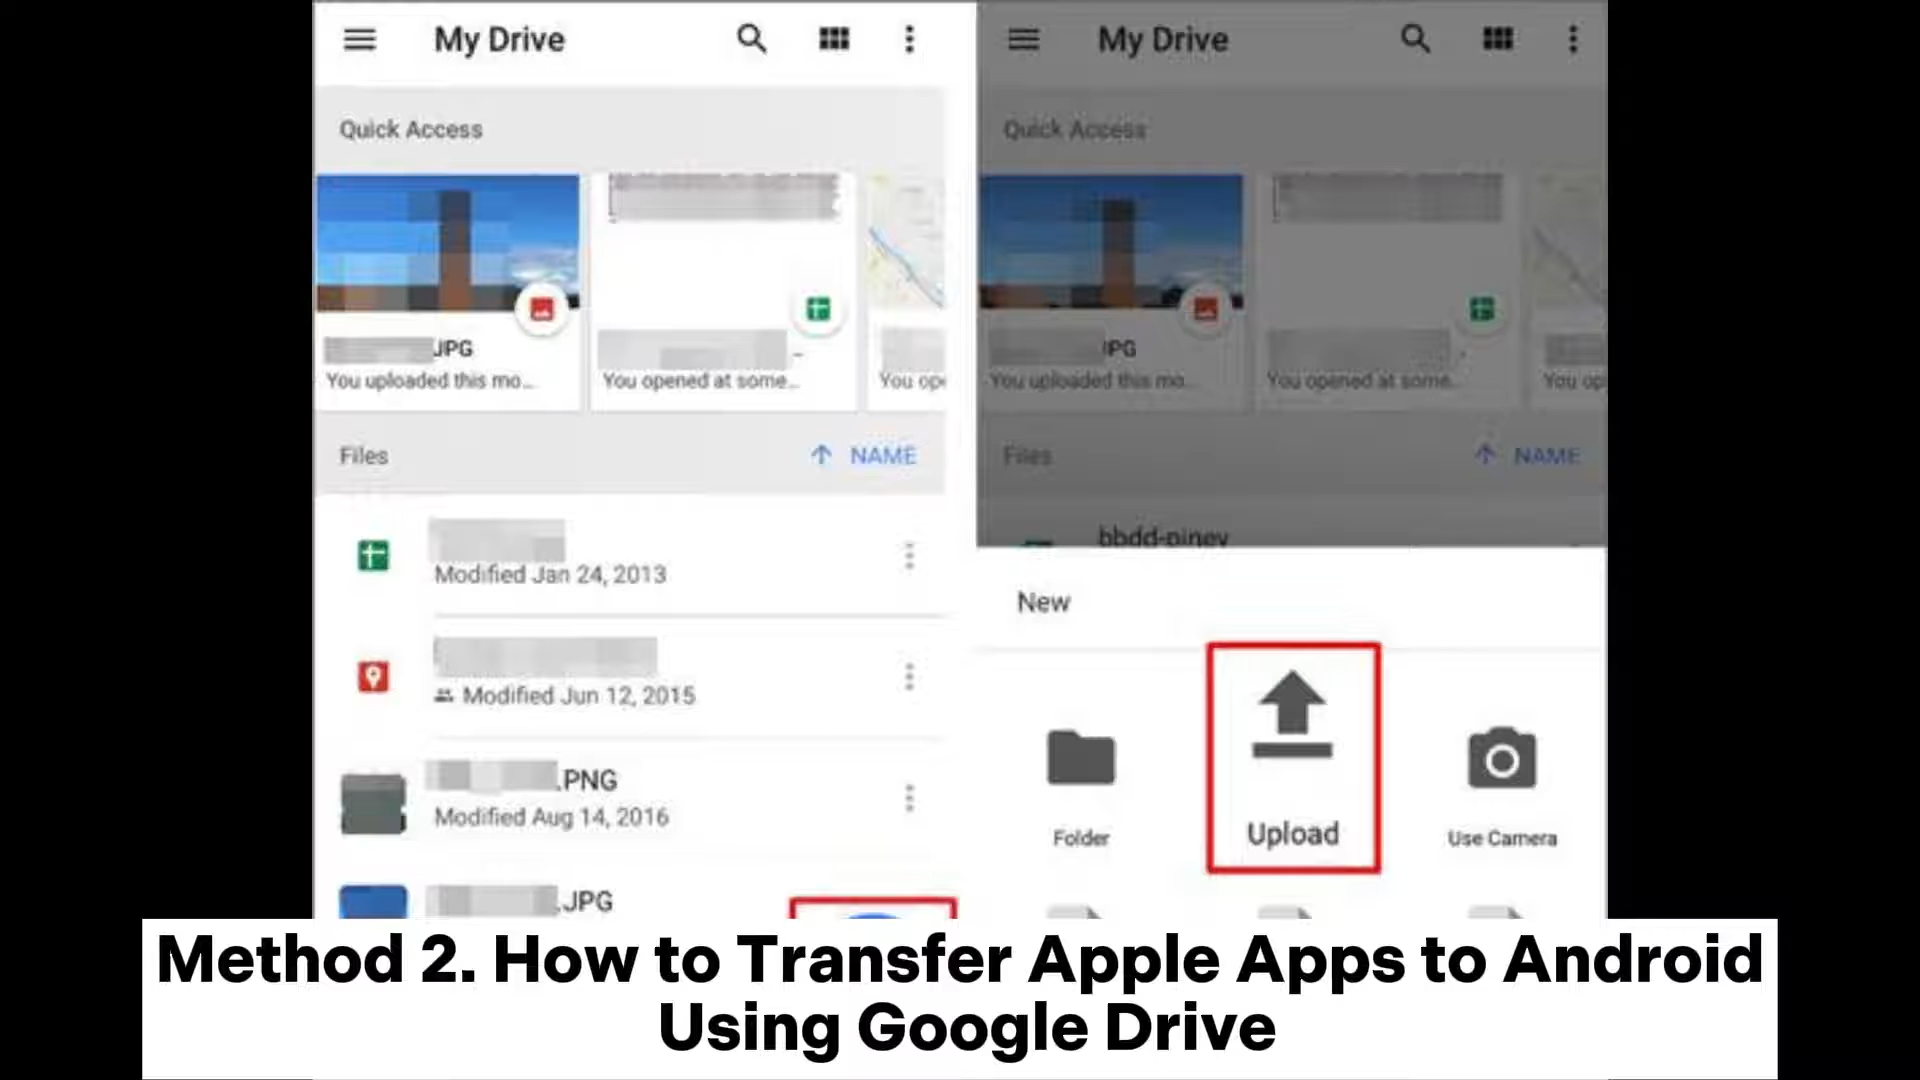 My Drive
Quick Access
JPG
You uploaded this mo...
You opened at some...
You ope
Files
NAME
Modified Jan 24, 2013
Modified Jun 12, 2015
.PNG
Modified Aug 14, 2016
.JPG
My Drive
Quick Access
JPG
You uploaded this mo...
You opened at some...
You op
Files
NAME
bbdd-piney
New
Folder
Upload
Use Camera
Method 2. How to Transfer Apple Apps to Android
Using Google Drive